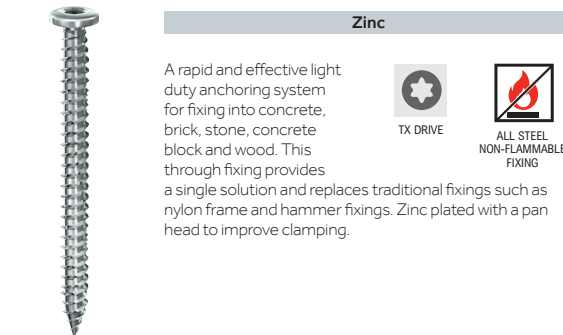 Zinc
A rapid and effective light
duty anchoring system
for fixing into concrete,
brick, stone, concrete
block and wood. This
through fixing provides
a single solution and replaces traditional fixings such as
nylon frame and hammer fixings. Zinc plated with a pan
head to improve clamping.
TX DRIVE
ALL STEEL
NON-FLAMMABLE
FIXING